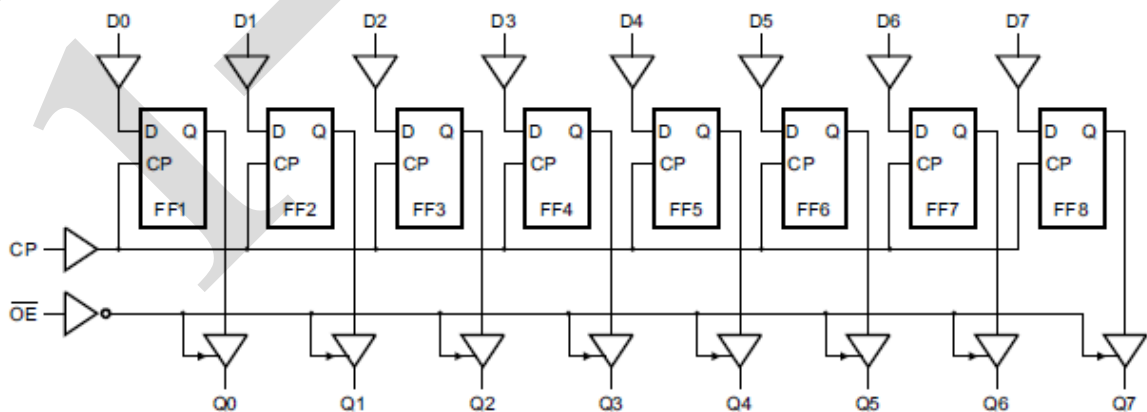 D0 D1 D2 D3 D4 D5 D6 D7
D Q D Q D Q D Q D Q D Q D Q D Q
CP CP CP CP CP CP CP CP
FF1 FF2 FF3 FF4 FF5 FF6 FF7 FF8
CP
OE
Q0 Q1 Q2 Q3 Q4 Q5 Q6 Q7